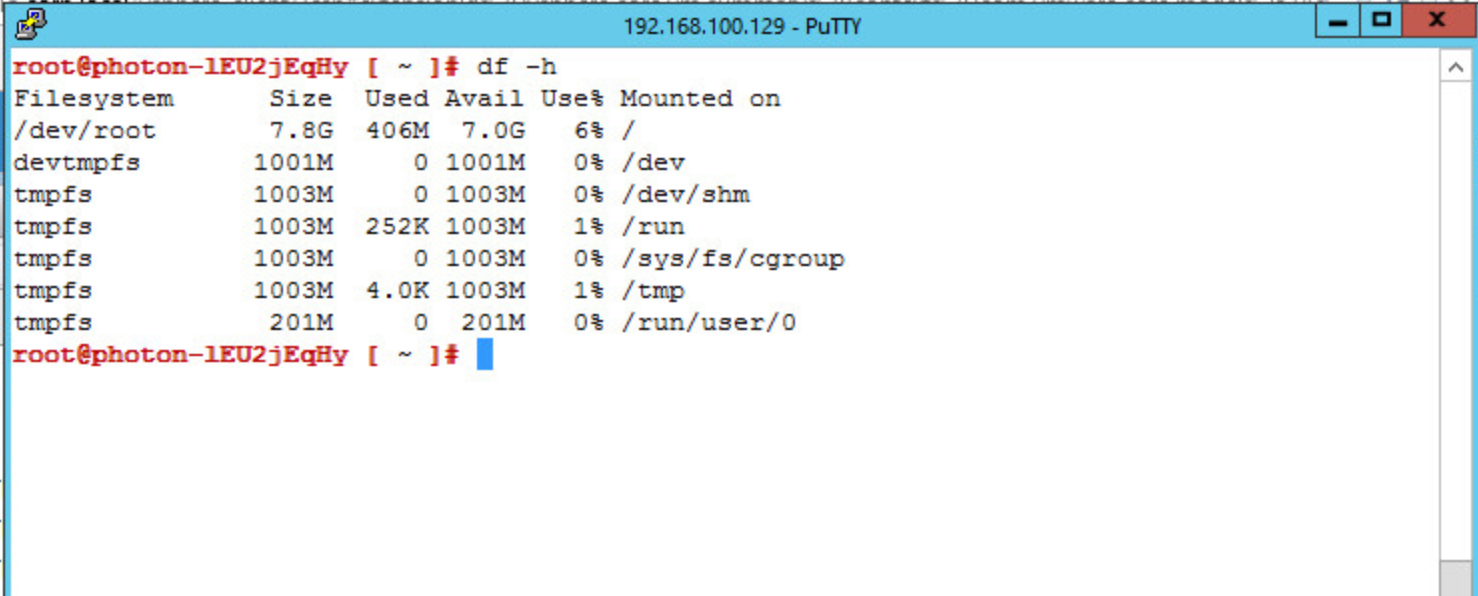 192.168.100.129 - PuTTY
root@photon-lEU2jEqHy [ ~ ]# df -h
Filesystem      Size  Used Avail Use% Mounted on
/dev/root       7.8G  406M  7.0G   6% /
devtmpfs       1001M     0 1001M   0% /dev
tmpfs          1003M     0 1003M   0% /dev/shm
tmpfs          1003M  252K 1003M   1% /run
tmpfs          1003M     0 1003M   0% /sys/fs/cgroup
tmpfs          1003M  4.0K 1003M   1% /tmp
tmpfs           201M     0  201M   0% /run/user/0
root@photon-lEU2jEqHy [ ~ ]#